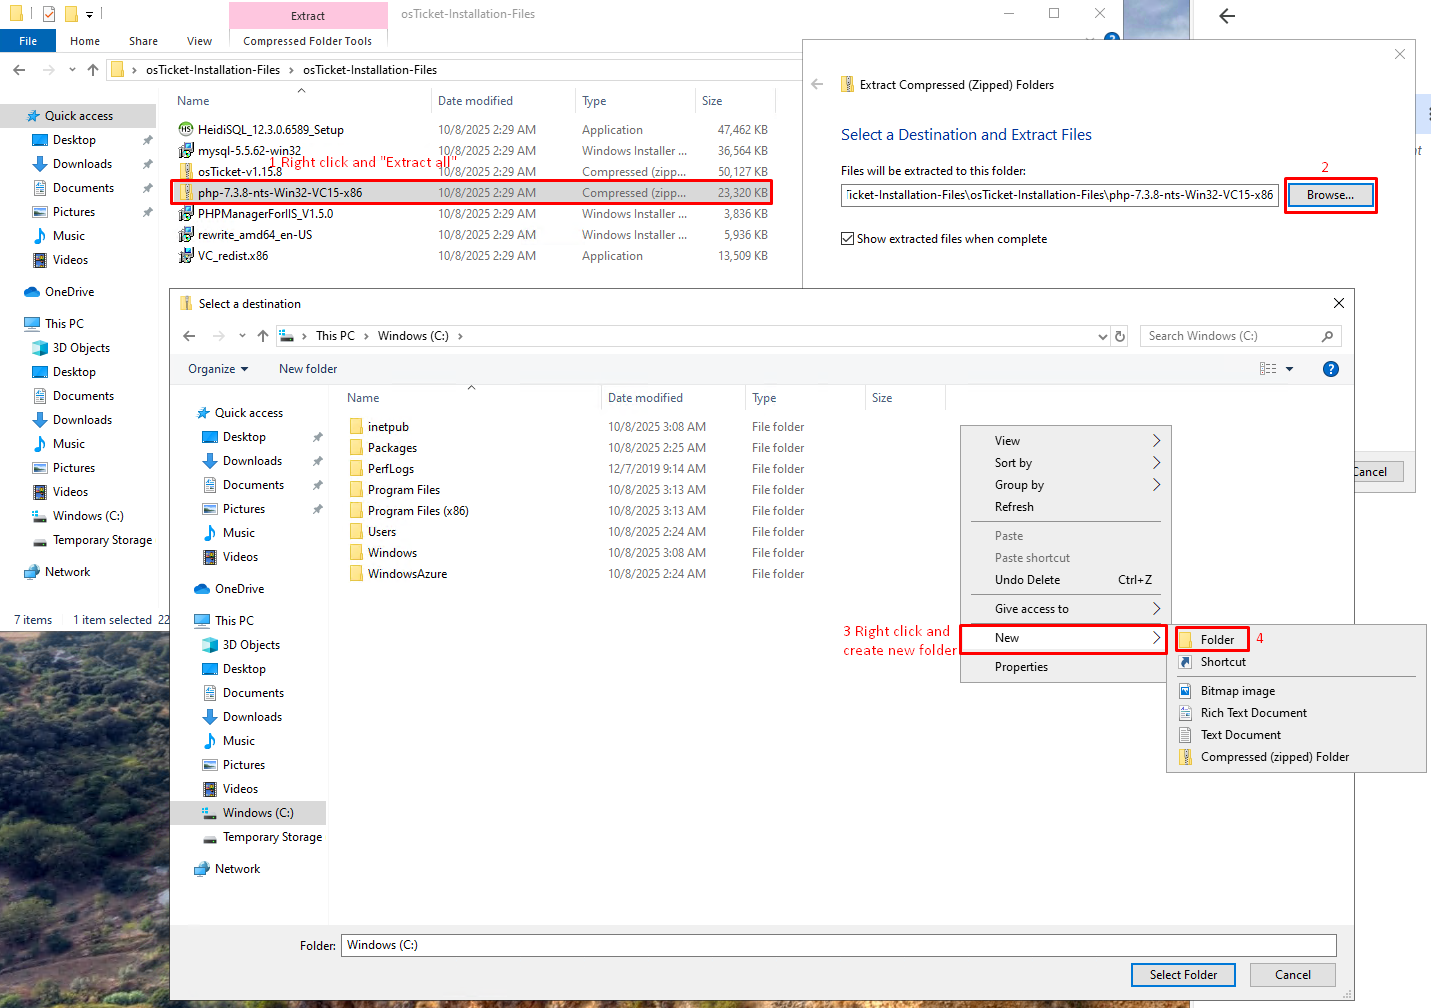 Extract
osTicket-Installation-Files
File Home Share View Compressed Folder Tools
osTicket-Installation-Files osTicket-Installation-Files
Name Date modified Type Size
Quick access
Desktop
Downloads
Documents
Pictures
Music
Videos
OneDrive
This PC
3D Objects
Desktop
Documents
Downloads
Music
Pictures
Videos
Windows (C:)
Temporary Storage
Network
HeidiSQL_12.3.0.6589_Setup 10/8/2025 2:29 AM Application 47,462 KB
mysql-5.5.62-win32 10/8/2025 2:29 AM Windows Installer ... 36,564 KB
1 Right click and "Extract all"
osTicket-v1.15.8 10/8/2025 2:29 AM Compressed (zipp... 50,127 KB
php-7.3.8-nts-Win32-VC15-x86 10/8/2025 2:29 AM Compressed (zipp... 23,320 KB
PHPManagerForIIS_V1.5.0 10/8/2025 2:29 AM Windows Installer ... 3,836 KB
rewrite_amd64_en-US 10/8/2025 2:29 AM Windows Installer ... 5,936 KB
VC_redist.x86 10/8/2025 2:29 AM Application 13,509 KB
7 items 1 item selected 22
Extract Compressed (Zipped) Folders
Select a Destination and Extract Files
Files will be extracted to this folder:
2
Ticket-Installation-Files\osTicket-Installation-Files\php-7.3.8-nts-Win32-VC15-x86 Browse...
Show extracted files when complete
Cancel
Select a destination
This PC Windows (C:) Search Windows (C:)
Organize New folder
Name Date modified Type Size
Quick access
Desktop
Downloads
Documents
Pictures
Music
Videos
OneDrive
This PC
3D Objects
Desktop
Documents
Downloads
Music
Pictures
Videos
Windows (C:)
Temporary Storage
Network
inetpub 10/8/2025 3:08 AM File folder
Packages 10/8/2025 2:25 AM File folder
PerfLogs 12/7/2019 9:14 AM File folder
Program Files 10/8/2025 3:13 AM File folder
Program Files (x86) 10/8/2025 3:13 AM File folder
Users 10/8/2025 2:24 AM File folder
Windows 10/8/2025 3:08 AM File folder
WindowsAzure 10/8/2025 2:24 AM File folder
View
Sort by
Group by
Refresh
Paste
Paste shortcut
Undo Delete Ctrl+Z
Give access to
New
Properties
3 Right click and
create new folder
Folder 4
Shortcut
Bitmap image
Rich Text Document
Text Document
Compressed (zipped) Folder
Folder: Windows (C:)
Select Folder Cancel